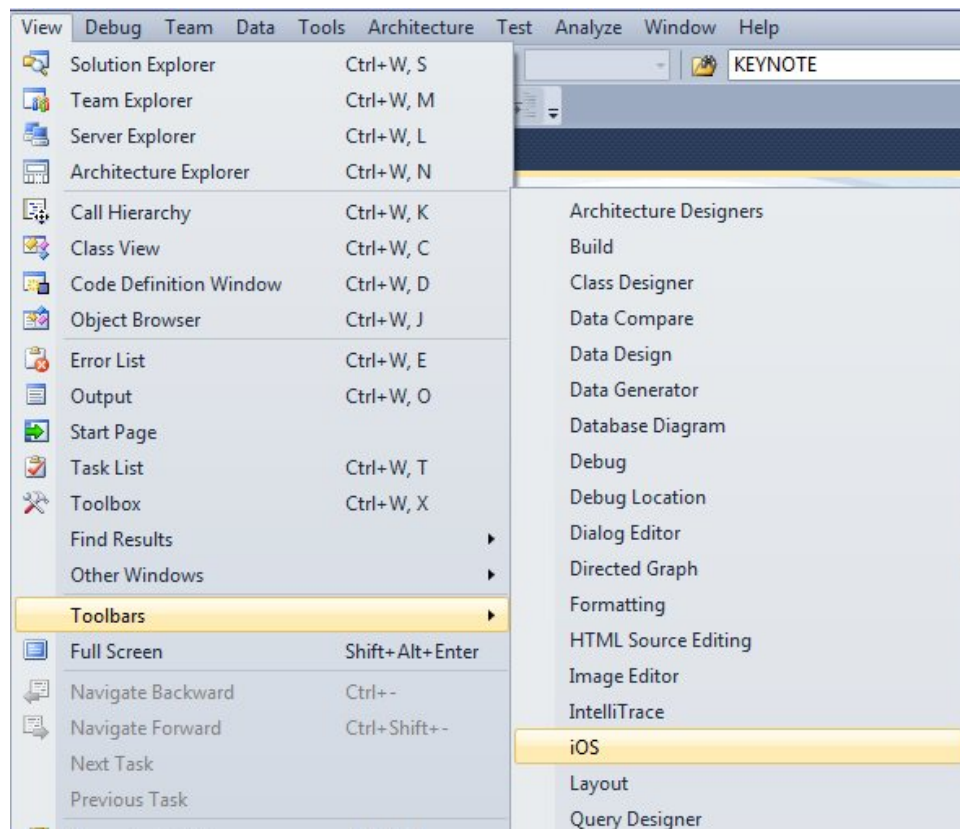 View Debug Team Data Tools Architecture Test Analyze Window Help
KEYNOTE
Solution Explorer Ctrl+W, S
Team Explorer Ctrl+W, M
Server Explorer Ctrl+W, L
Architecture Explorer Ctrl+W, N
Call Hierarchy Ctrl+W, K
Class View Ctrl+W, C
Code Definition Window Ctrl+W, D
Object Browser Ctrl+W, J
Error List Ctrl+W, E
Output Ctrl+W, O
Start Page
Task List Ctrl+W, T
Toolbox Ctrl+W, X
Find Results
Other Windows
Toolbars
Full Screen Shift+Alt+Enter
Navigate Backward Ctrl+-
Navigate Forward Ctrl+Shift+-
Next Task
Previous Task
Architecture Designers
Build
Class Designer
Data Compare
Data Design
Data Generator
Database Diagram
Debug
Debug Location
Dialog Editor
Directed Graph
Formatting
HTML Source Editing
Image Editor
IntelliTrace
iOS
Layout
Query Designer